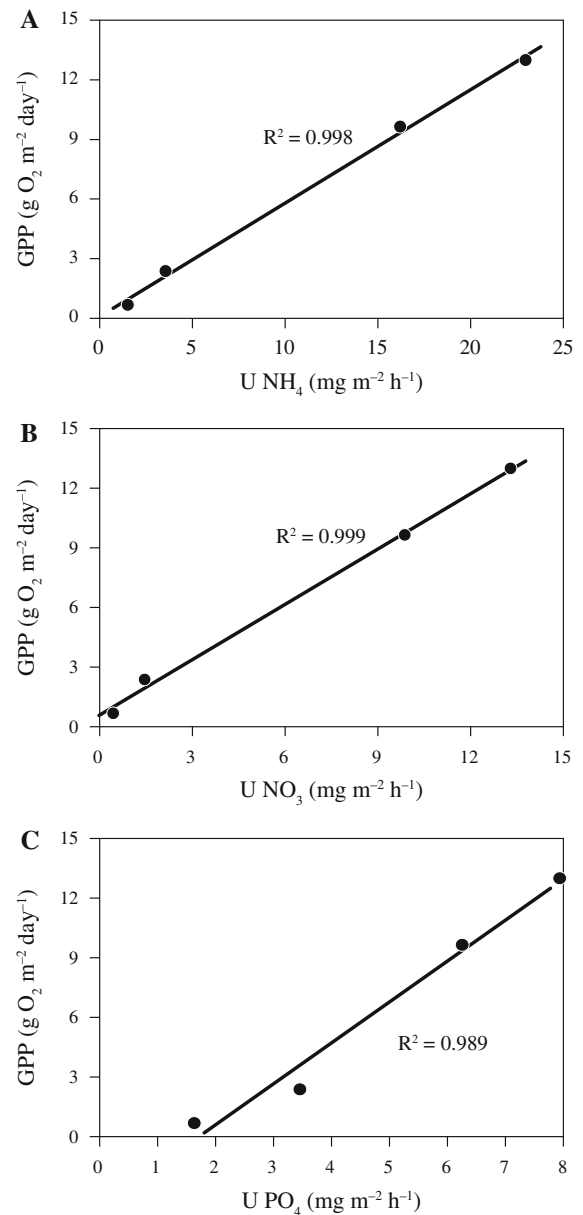 A
15
12
9
6
3
0
GPP (g O₂ m⁻² day⁻¹)
R² = 0.998
0 5 10 15 20 25
U NH₄ (mg m⁻² h⁻¹)
B
15
12
9
6
3
0
GPP (g O₂ m⁻² day⁻¹)
R² = 0.999
0 3 6 9 12 15
U NO₃ (mg m⁻² h⁻¹)
C
15
12
9
6
3
0
GPP (g O₂ m⁻² day⁻¹)
R² = 0.989
0 1 2 3 4 5 6 7 8
U PO₄ (mg m⁻² h⁻¹)